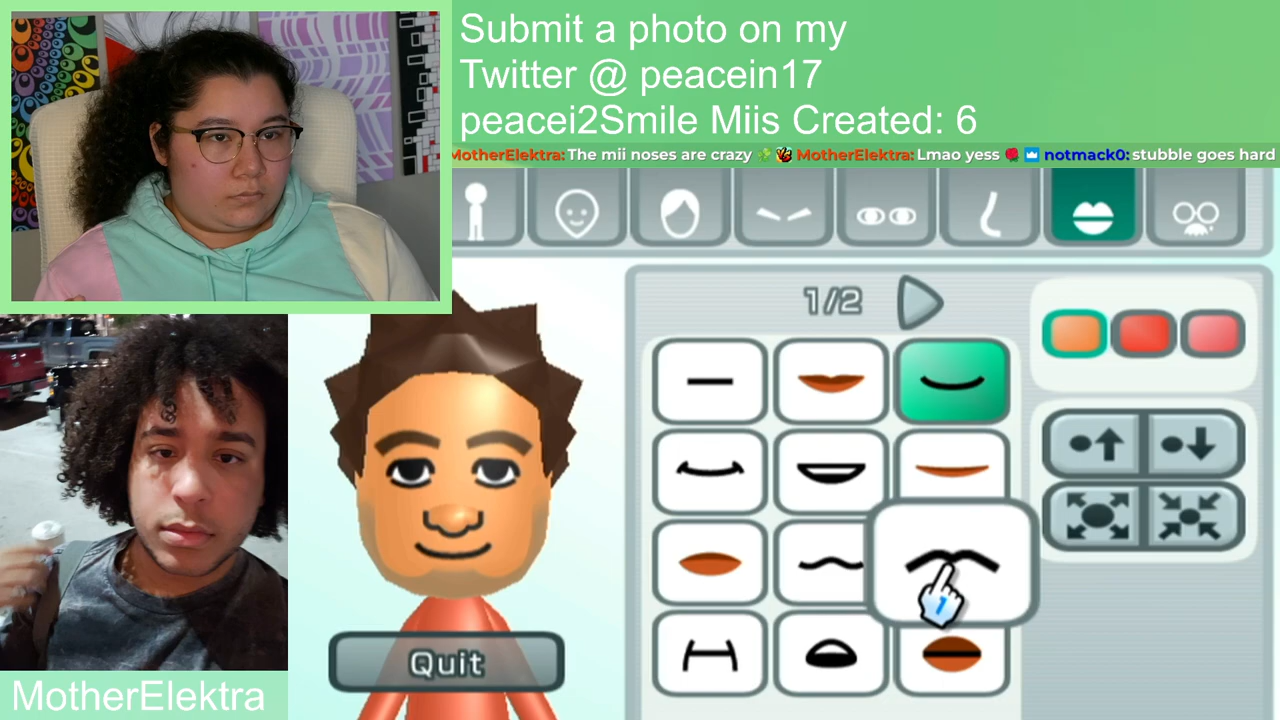 Submit a photo on my
Twitter @ peacein17
peacei2Smile Miis Created: 6
MotherElektra: The mii noses are crazy MotherElektra: Lmao yess notmack0: stubble goes hard
1/2
1
Quit
MotherElektra